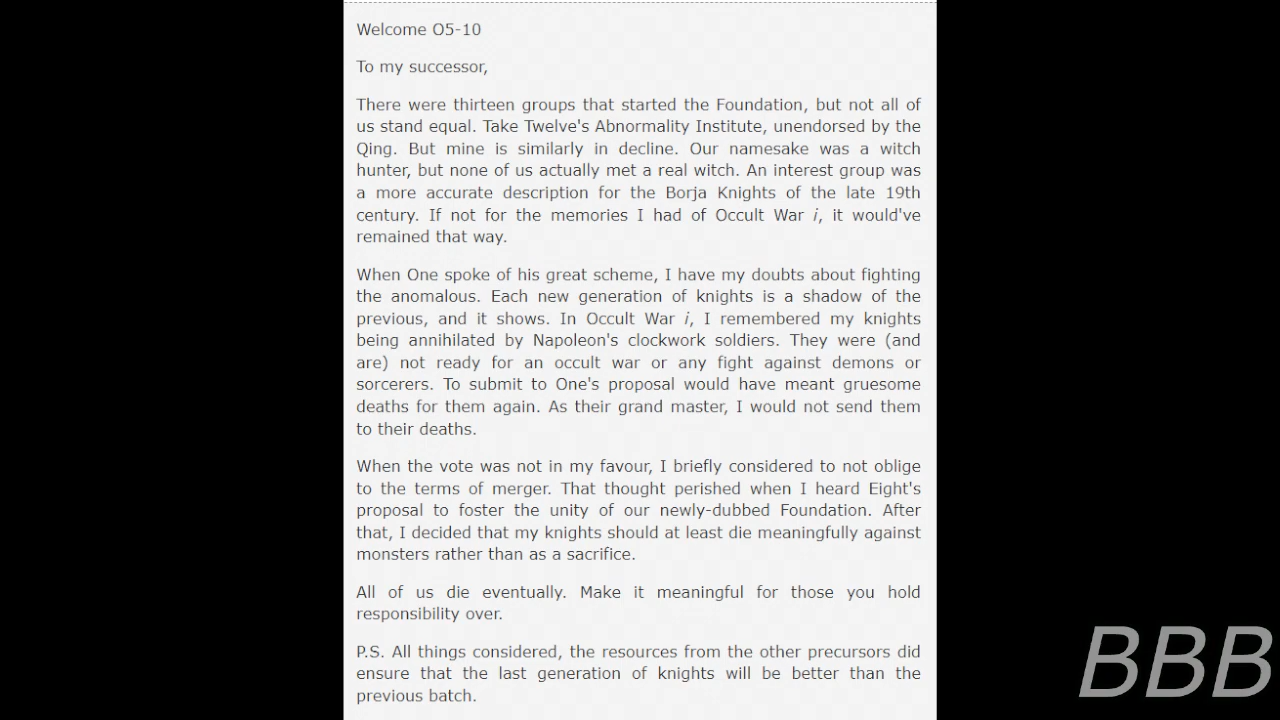 Welcome O5-10
To my successor,
There were thirteen groups that started the Foundation, but not all of
us stand equal. Take Twelve's Abnormality Institute, unendorsed by the
Qing. But mine is similarly in decline. Our namesake was a witch
hunter, but none of us actually met a real witch. An interest group was
a more accurate description for the Borja Knights of the late 19th
century. If not for the memories I had of Occult War i, it would've
remained that way.
When One spoke of his great scheme, I have my doubts about fighting
the anomalous. Each new generation of knights is a shadow of the
previous, and it shows. In Occult War i, I remembered my knights
being annihilated by Napoleon's clockwork soldiers. They were (and
are) not ready for an occult war or any fight against demons or
sorcerers. To submit to One's proposal would have meant gruesome
deaths for them again. As their grand master, I would not send them
to their deaths.
When the vote was not in my favour, I briefly considered to not oblige
to the terms of merger. That thought perished when I heard Eight's
proposal to foster the unity of our newly-dubbed Foundation. After
that, I decided that my knights should at least die meaningfully against
monsters rather than as a sacrifice.
All of us die eventually. Make it meaningful for those you hold
responsibility over.
P.S. All things considered, the resources from the other precursors did
ensure that the last generation of knights will be better than the
previous batch.
BBB